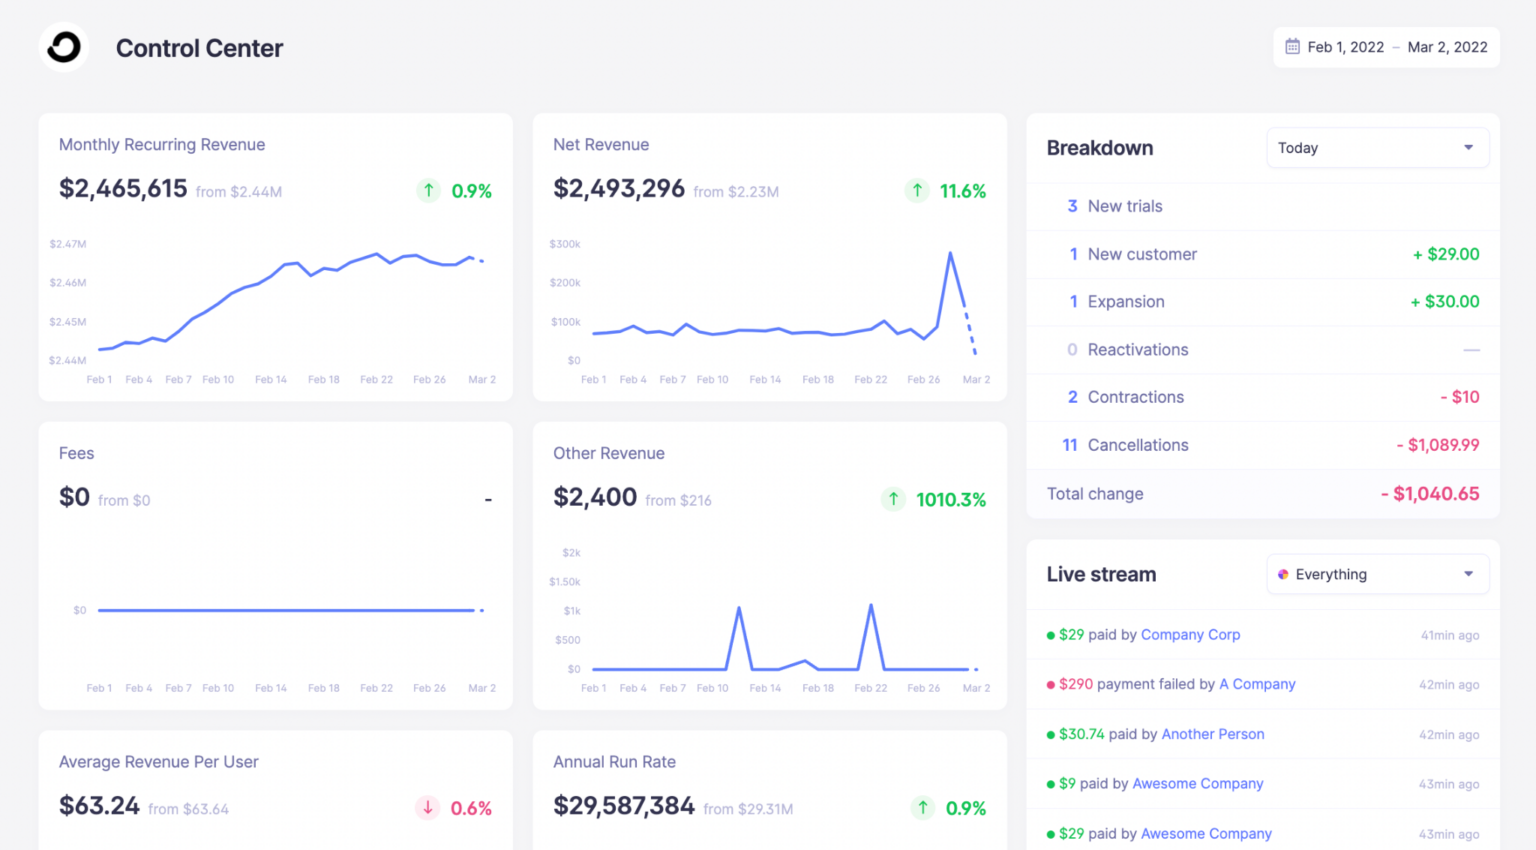 Control Center
Feb 1, 2022 – Mar 2, 2022
Monthly Recurring Revenue
$2,465,615 from $2.44M ↑ 0.9%
$2.47M
$2.46M
$2.45M
$2.44M
Feb 1 Feb 4 Feb 7 Feb 10 Feb 14 Feb 18 Feb 22 Feb 26 Mar 2
Net Revenue
$2,493,296 from $2.23M ↑ 11.6%
$300k
$200k
$100k
$0
Feb 1 Feb 4 Feb 7 Feb 10 Feb 14 Feb 18 Feb 22 Feb 26 Mar 2
Fees
$0 from $0 -
$0
Feb 1 Feb 4 Feb 7 Feb 10 Feb 14 Feb 18 Feb 22 Feb 26 Mar 2
Other Revenue
$2,400 from $216 ↑ 1010.3%
$2k
$1.50k
$1k
$500
$0
Feb 1 Feb 4 Feb 7 Feb 10 Feb 14 Feb 18 Feb 22 Feb 26 Mar 2
Average Revenue Per User
$63.24 from $63.64 ↓ 0.6%
Annual Run Rate
$29,587,384 from $29.31M ↑ 0.9%
Breakdown Today
3 New trials
1 New customer + $29.00
1 Expansion + $30.00
0 Reactivations —
2 Contractions - $10
11 Cancellations - $1,089.99
Total change - $1,040.65
Live stream Everything
$29 paid by Company Corp 41min ago
$290 payment failed by A Company 42min ago
$30.74 paid by Another Person 42min ago
$9 paid by Awesome Company 43min ago
$29 paid by Awesome Company 43min ago